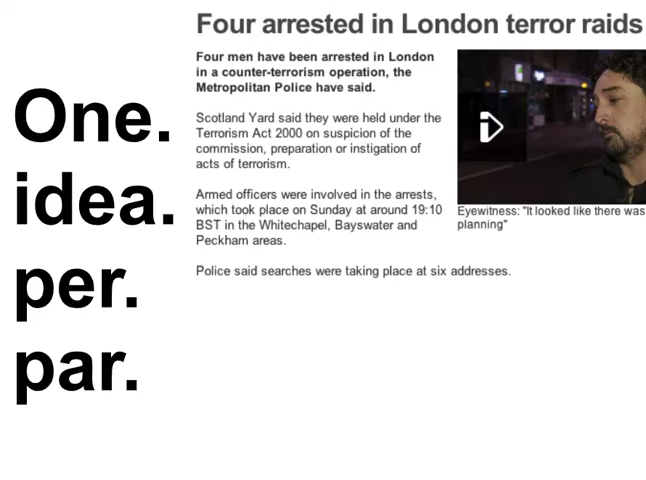 One.
idea.
per.
par.
Four arrested in London terror raids
Four men have been arrested in London
in a counter-terrorism operation, the
Metropolitan Police have said.
Scotland Yard said they were held under the
Terrorism Act 2000 on suspicion of the
commission, preparation or instigation of
acts of terrorism.
Armed officers were involved in the arrests,
which took place on Sunday at around 19:10
BST in the Whitechapel, Bayswater and
Peckham areas.
Police said searches were taking place at six addresses.
Eyewitness: "It looked like there was
planning"